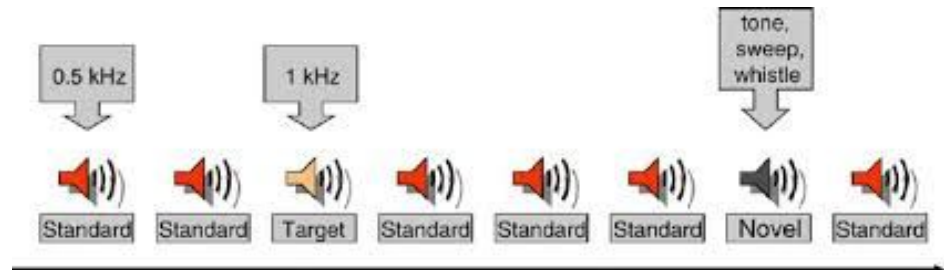 tone,
sweep,
whistle
0.5 kHz
1 kHz
Standard
Standard
Target
Standard
Standard
Standard
Novel
Standard